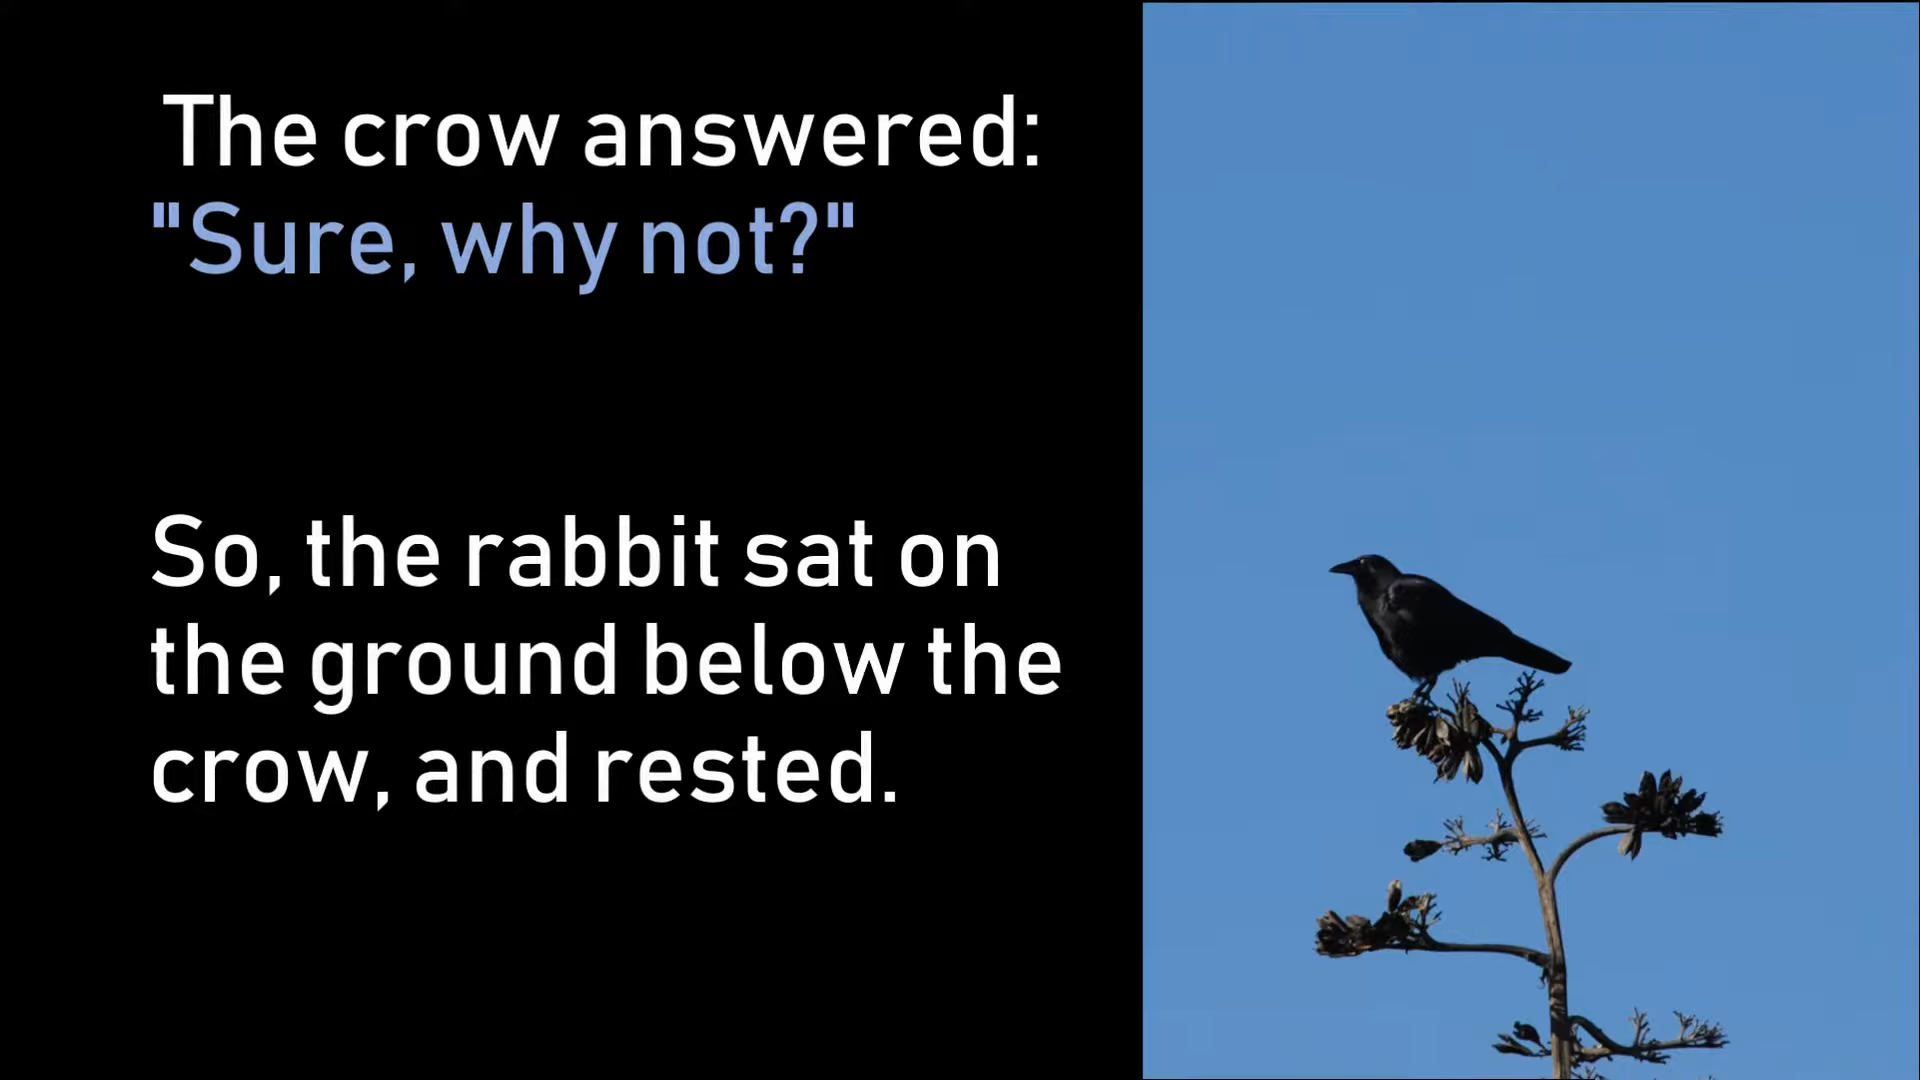 The crow answered:
"Sure, why not?"
So, the rabbit sat on
the ground below the
crow, and rested.